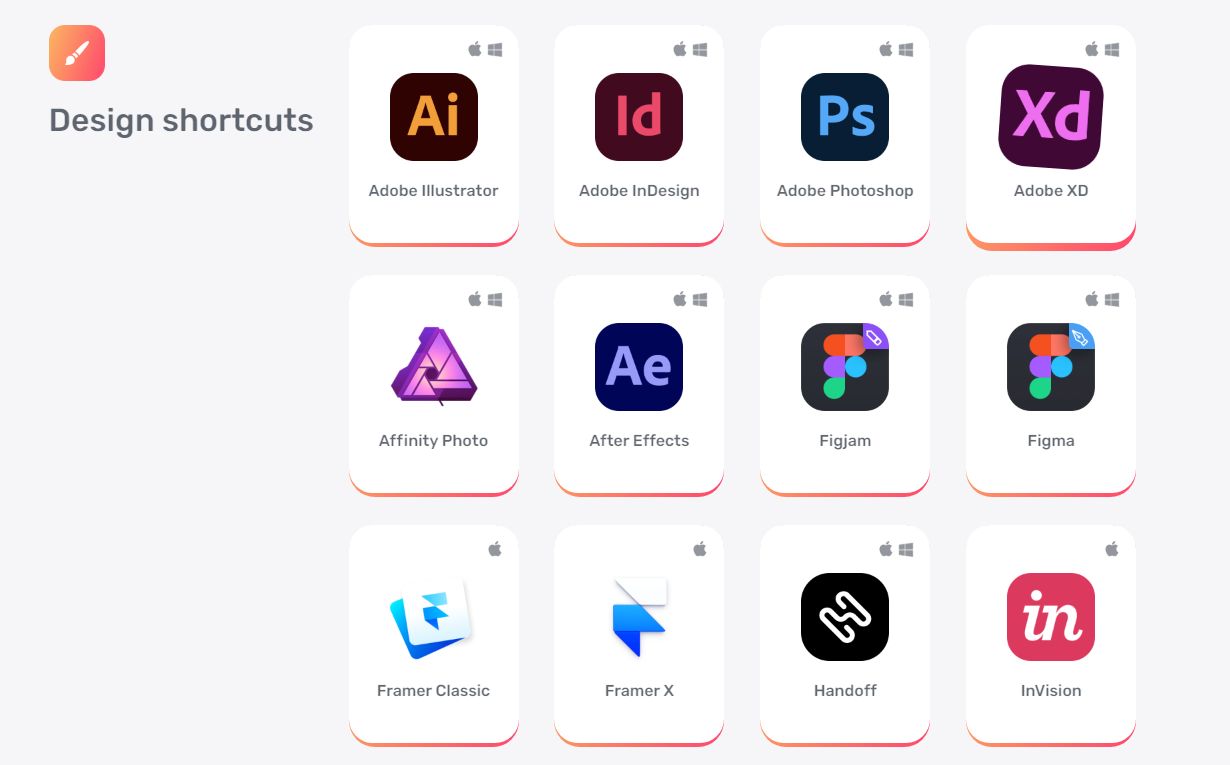 Design shortcuts
Ai
Adobe Illustrator
Id
Adobe InDesign
Ps
Adobe Photoshop
Xd
Adobe XD
Affinity Photo
Ae
After Effects
Figjam
Figma
Framer Classic
Framer X
Handoff
in
InVision